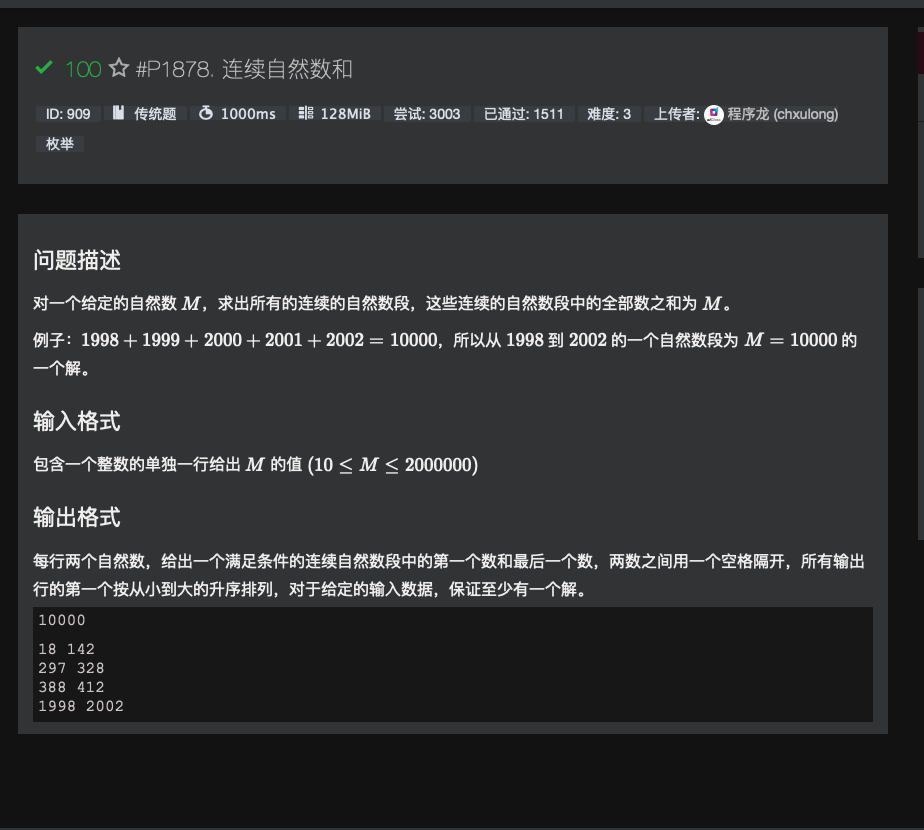 100 #P1878. 连续自然数和
ID: 909 传统题 1000ms 128MiB 尝试: 3003 已通过: 1511 难度: 3 上传者: 程序龙 (chxulong)
枚举
问题描述
对一个给定的自然数 M，求出所有的连续的自然数段，这些连续的自然数段中的全部数之和为 M。
例子：1998 + 1999 + 2000 + 2001 + 2002 = 10000，所以从 1998 到 2002 的一个自然数段为 M = 10000 的
一个解。
输入格式
包含一个整数的单独一行给出 M 的值 (10 ≤ M ≤ 2000000)
输出格式
每行两个自然数，给出一个满足条件的连续自然数段中的第一个数和最后一个数，两数之间用一个空格隔开，所有输出
行的第一个按从小到大的升序排列，对于给定的输入数据，保证至少有一个解。
10000
18 142
297 328
388 412
1998 2002